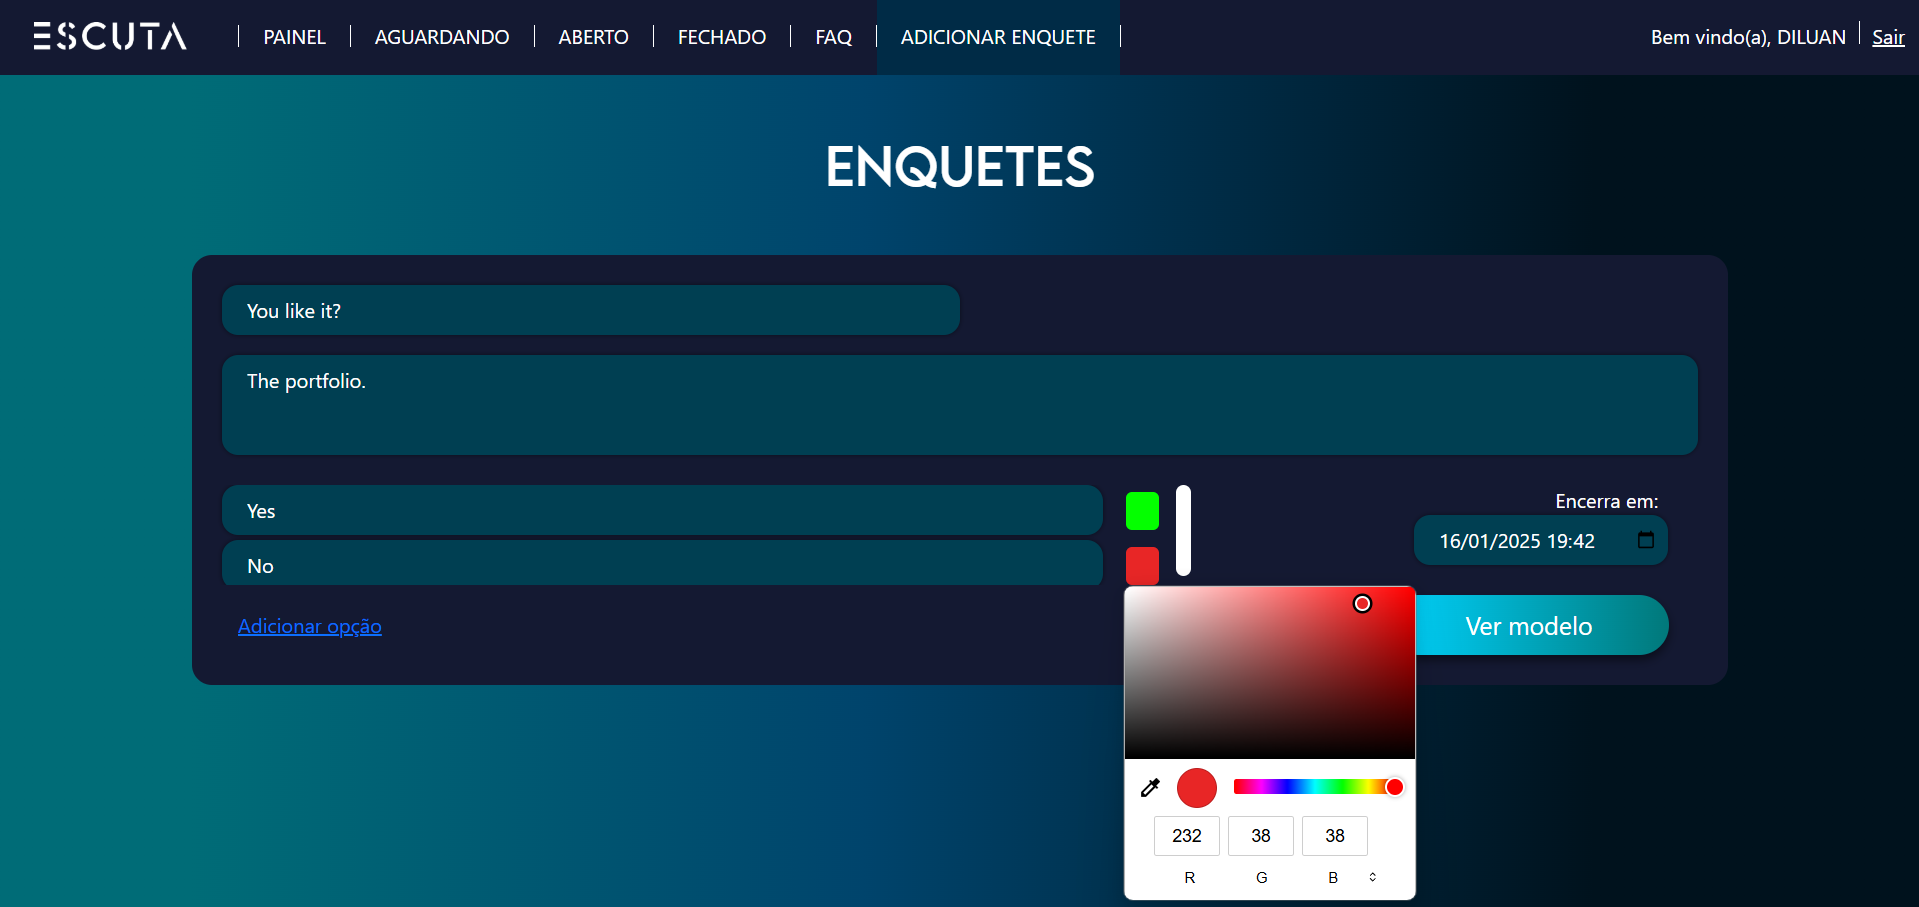 ESCUTA PAINEL AGUARDANDO ABERTO FECHADO FAQ ADICIONAR ENQUETE Bem vindo(a), DILUAN Sair
ENQUETES
You like it?
The portfolio.
Yes
No
Adicionar opção
Encerra em:
16/01/2025 19:42
Ver modelo
232 38 38
R G B